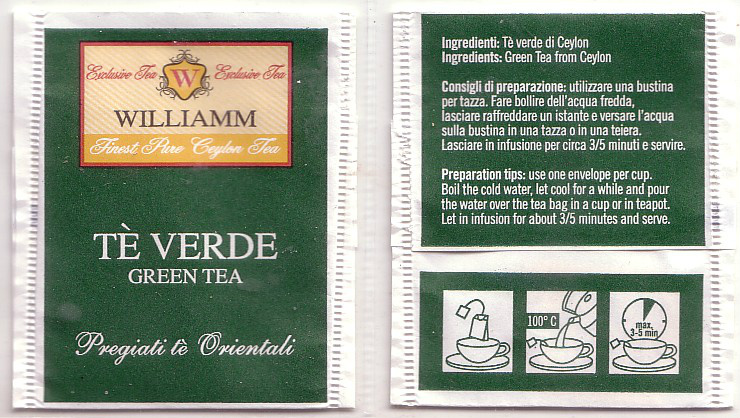 Exclusive Tea W Exclusive Tea
WILLIAMM
Finest Pure Ceylon Tea
TÈ VERDE
GREEN TEA
Pregiati tè Orientali
Ingredienti: Tè verde di Ceylon
Ingredients: Green Tea from Ceylon
Consigli di preparazione: utilizzare una bustina
per tazza. Fare bollire dell'acqua fredda,
lasciare raffreddare un istante e versare l'acqua
sulla bustina in una tazza o in una teiera.
Lasciare in infusione per circa 3/5 minuti e servire.
Preparation tips: use one envelope per cup.
Boil the cold water, let cool for a while and pour
the water over the tea bag in a cup or in teapot.
Let in infusion for about 3/5 minutes and serve.
100° C
max.
3-5 min